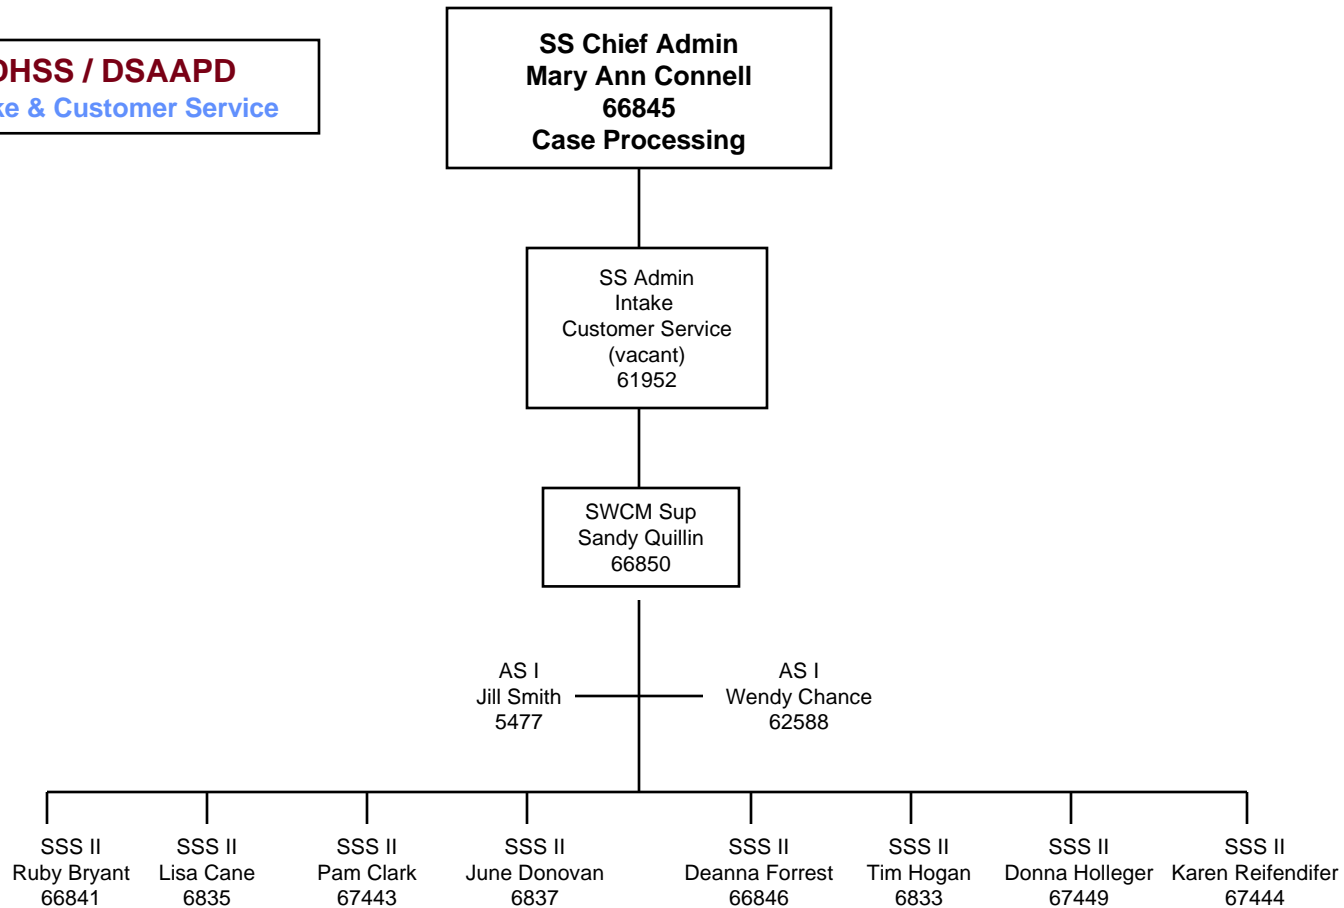 DHSS / DSAAPD
& Customer Service
SS Chief Admin
Mary Ann Connell
66845
Case Processing
SS Admin
Intake
Customer Service
(vacant)
61952
SWCM Sup
Sandy Quillin
66850
AS I
Jill Smith
5477
AS I
Wendy Chance
62588
SSS II
Ruby Bryant
66841
SSS II
Lisa Cane
6835
SSS II
Pam Clark
67443
SSS II
June Donovan
6837
SSS II
Deanna Forrest
66846
SSS II
Tim Hogan
6833
SSS II
Donna Holleger
67449
SSS II
Karen Reifendifer
67444